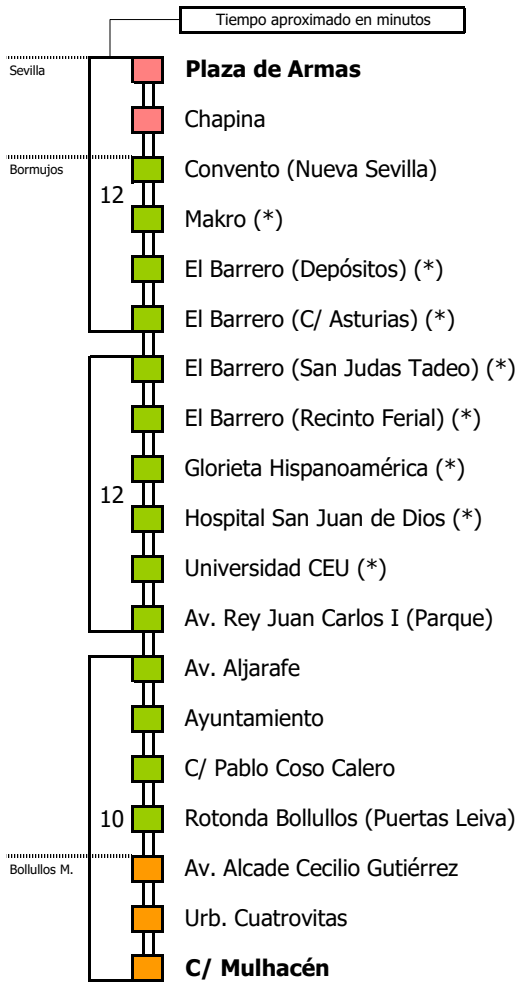 Tiempo aproximado en minutos
Sevilla
Plaza de Armas
Chapina
Bormujos
Convento (Nueva Sevilla)
12
Makro (*)
El Barrero (Depósitos) (*)
El Barrero (C/ Asturias) (*)
El Barrero (San Judas Tadeo) (*)
El Barrero (Recinto Ferial) (*)
Glorieta Hispanoamérica (*)
12
Hospital San Juan de Dios (*)
Universidad CEU (*)
Av. Rey Juan Carlos I (Parque)
Av. Aljarafe
Ayuntamiento
C/ Pablo Coso Calero
10
Rotonda Bollullos (Puertas Leiva)
Bollullos M.
Av. Alcade Cecilio Gutiérrez
Urb. Cuatrovitas
C/ Mulhacén